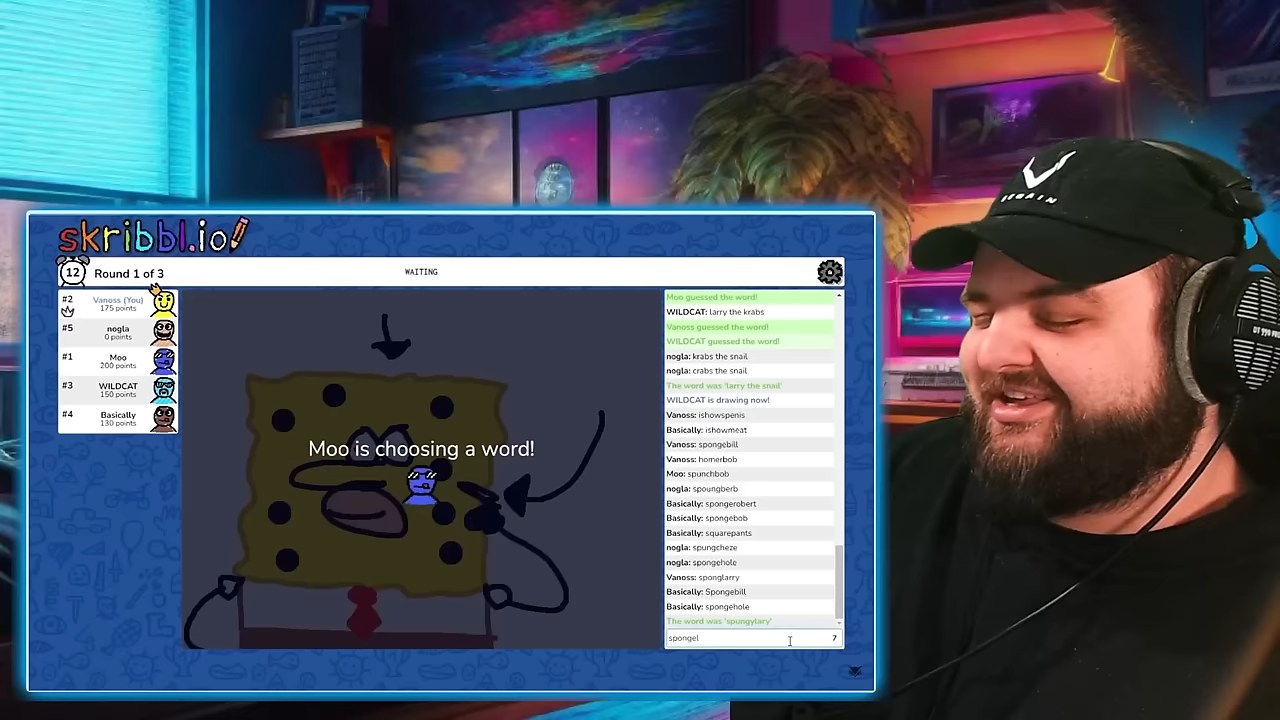 skribbl.io
12
Round 1 of 3
WAITING
#2
Vanoss (You)
175 points
#5
nogla
0 points
#1
Moo
200 points
#3
WILDCAT
150 points
#4
Basically
130 points
Moo is choosing a word!
Moo guessed the word!
WILDCAT: larry the krabs
Vanoss guessed the word!
WILDCAT guessed the word!
nogla: krabs the snail
nogla: crabs the snail
The word was 'larry the snail'
WILDCAT is drawing now!
Vanoss: ishowspenis
Basically: ishowmeat
Vanoss: spongebill
Vanoss: homerbob
Moo: spunchbob
nogla: spoungberb
Basically: spongerobert
Basically: spongebob
Basically: squarepants
nogla: spungcheze
nogla: spongehole
Vanoss: sponglarry
Basically: Spongebill
Basically: spongehole
The word was 'spungylary'
spongel
7